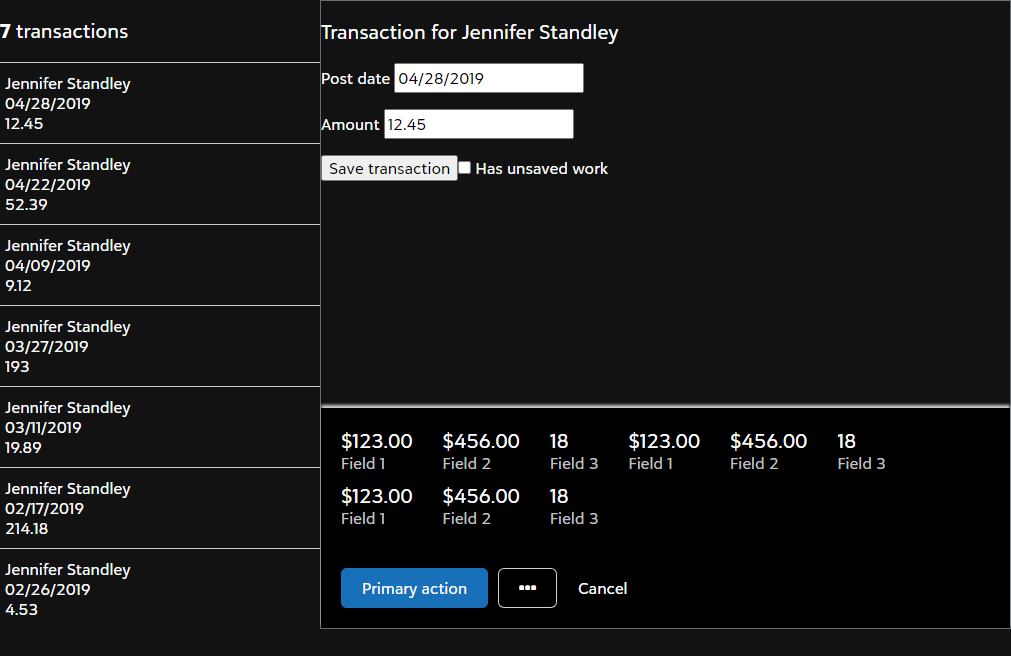 7 transactions
Jennifer Standley
04/28/2019
12.45
Jennifer Standley
04/22/2019
52.39
Jennifer Standley
04/09/2019
9.12
Jennifer Standley
03/27/2019
193
Jennifer Standley
03/11/2019
19.89
Jennifer Standley
02/17/2019
214.18
Jennifer Standley
02/26/2019
4.53
Transaction for Jennifer Standley
Post date 04/28/2019
Amount 12.45
Save transaction Has unsaved work
$123.00 $456.00 18 $123.00 $456.00 18
Field 1 Field 2 Field 3 Field 1 Field 2 Field 3
$123.00 $456.00 18
Field 1 Field 2 Field 3
Primary action ••• Cancel